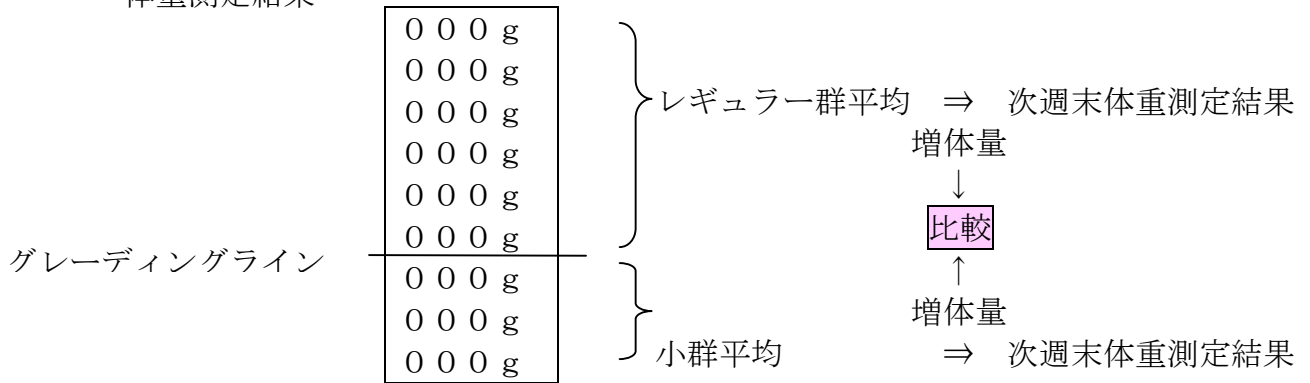 体重測定結果
０００ｇ
０００ｇ
０００ｇ
０００ｇ
０００ｇ
０００ｇ
０００ｇ
０００ｇ
０００ｇ
レギュラー群平均 ⇒ 次週末体重測定結果
増体量
↓
比較
↑
増体量
グレーディングライン
小群平均 ⇒ 次週末体重測定結果